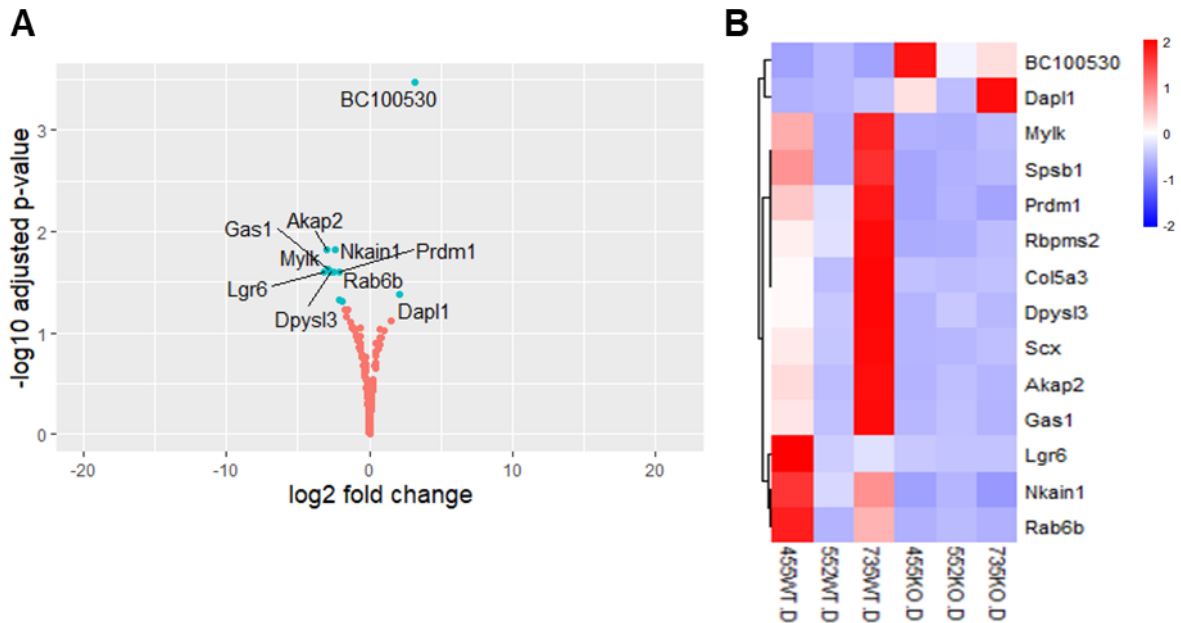 A
B
BC100530
Gas1
Akap2
Mylk
Nkain1
Prdm1
Lgr6
Rab6b
Dpysl3
Dapl1
3
2
1
0
-20
-10
0
10
20
-log10 adjusted p-value
log2 fold change
BC100530
Dapl1
Mylk
Spsb1
Prdm1
Rbpms2
Col5a3
Dpysl3
Scx
Akap2
Gas1
Lgr6
Nkain1
Rab6b
455WT.D
552WT.D
735WT.D
455KO.D
552KO.D
735KO.D
2
1
0
-1
-2